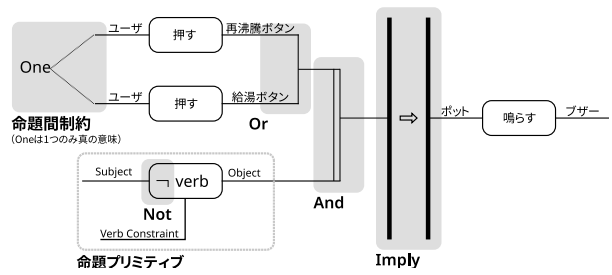 ユーザ 押す 再沸騰ボタン
One
ユーザ 押す 給湯ボタン
命題間制約
(Oneは1つのみ真の意味)
Or
⇒ ポット 鳴らす ブザー
Subject ¬ verb Object
Not
And
Verb Constraint
命題プリミティブ
Imply